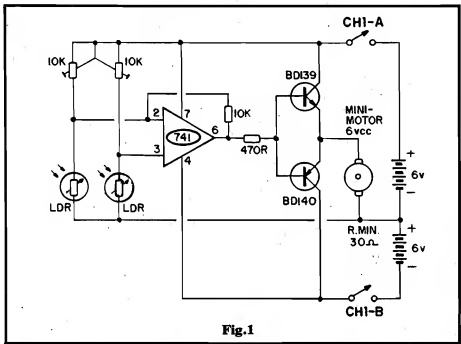 CH1-A
10K
10K
BD139
MINI-
MOTOR
6vcc
2
7
10K
741
6
3
4
470R
+
6v
−
BD140
LDR
LDR
R.MIN.
30Ω
+
6v
−
CH1-B
Fig.1